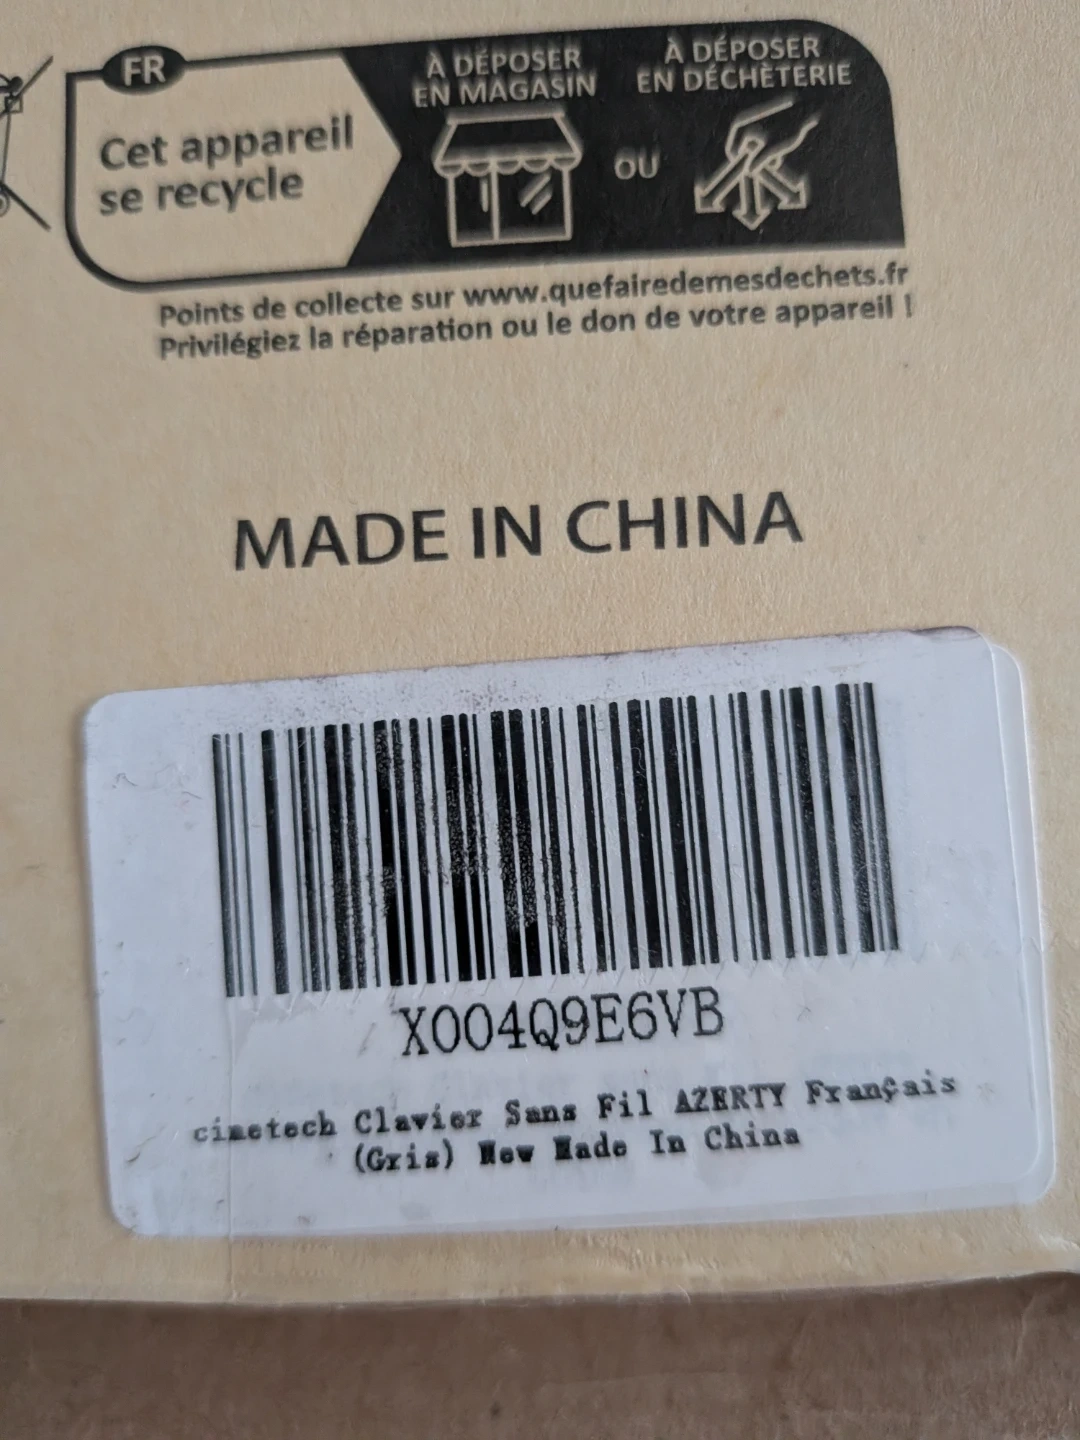 FR
Cet appareil
se recycle
À DÉPOSER
EN MAGASIN
OU
À DÉPOSER
EN DÉCHÈTERIE
Points de collecte sur www.quefairedemesdechets.fr
Privilégiez la réparation ou le don de votre appareil !
MADE IN CHINA
X004Q9E6VB
cimetech Clavier Sans Fil AZERTY Français
(Gris) New Made In China